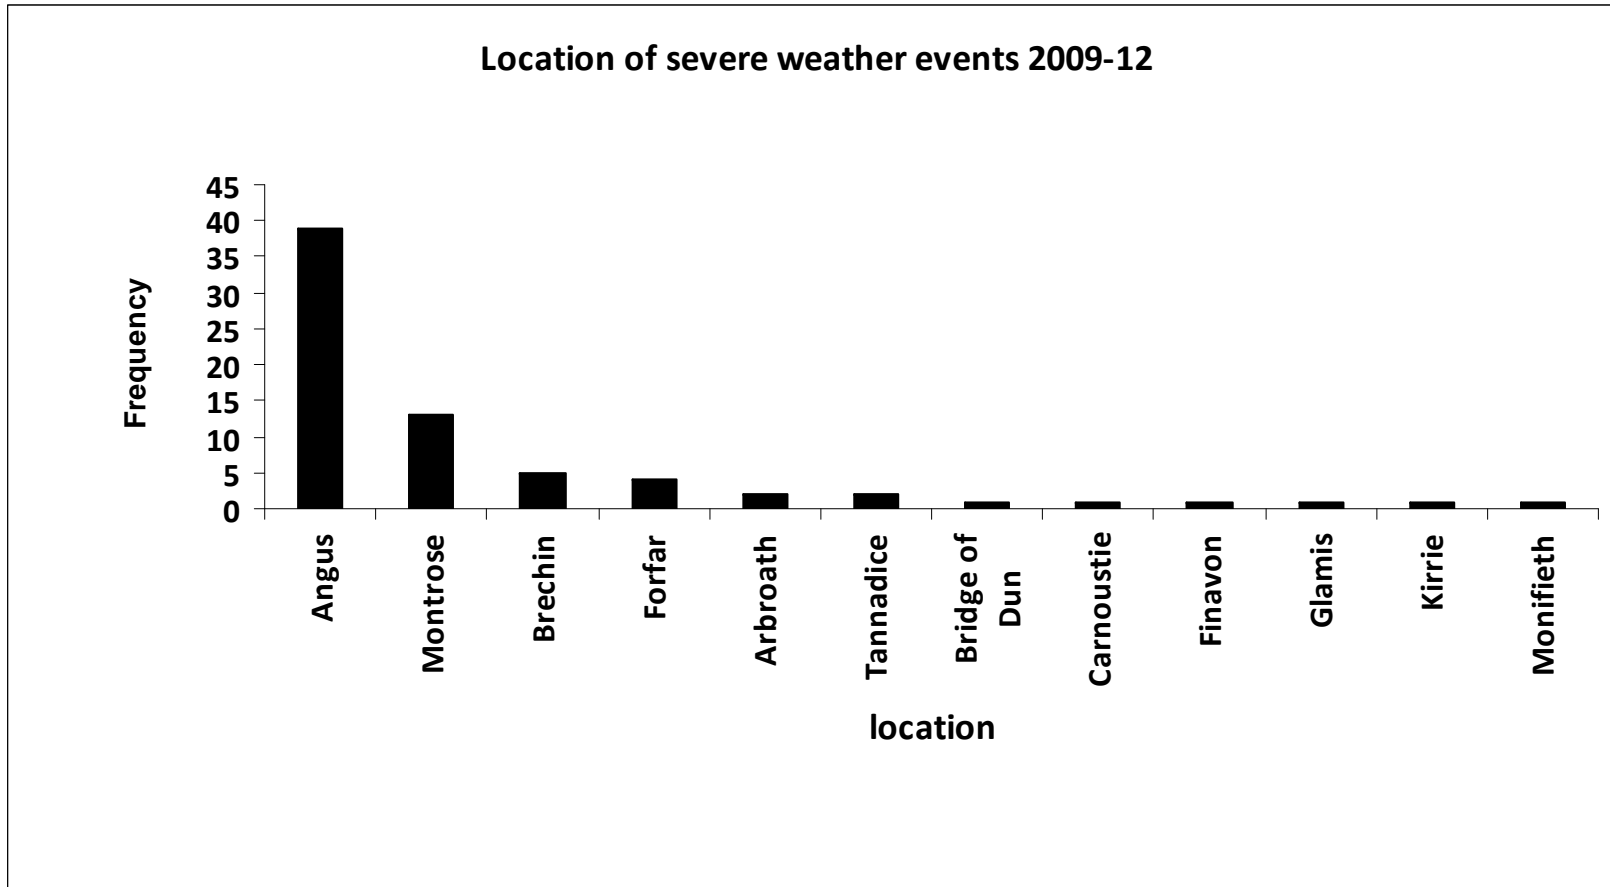 Location of severe weather events 2009-12
45
40
35
30
25
20
15
10
5
0
Frequency
Angus
Montrose
Brechin
Forfar
Arbroath
Tannadice
Bridge of
Dun
Carnoustie
Finavon
Glamis
Kirrie
Monifieth
location